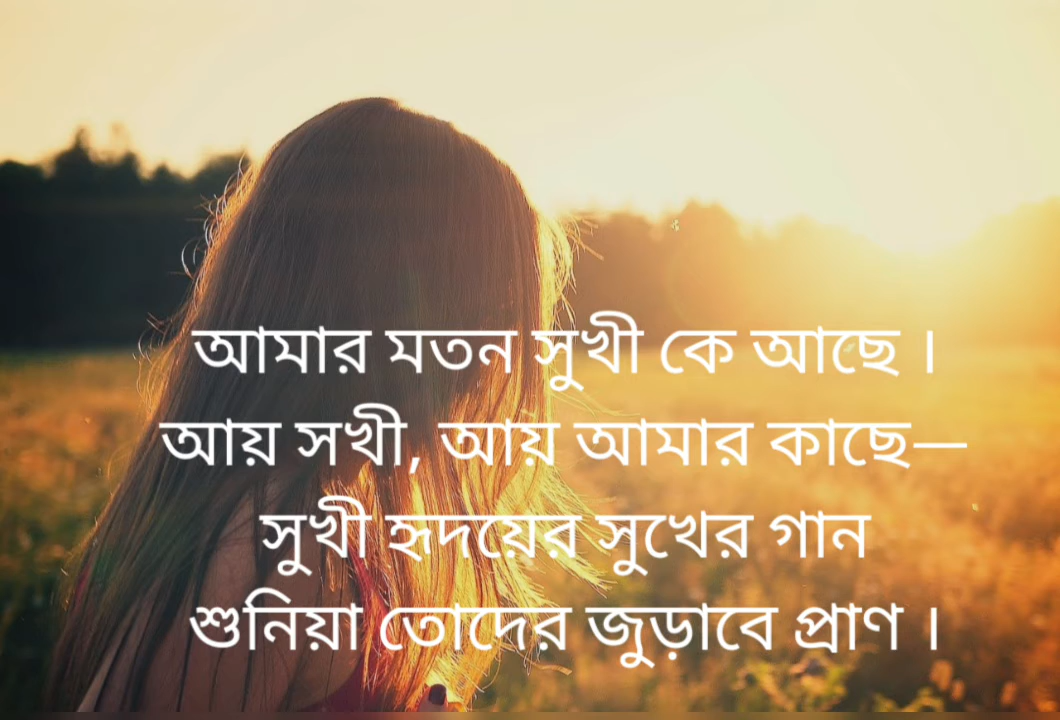 আমার মতন সুখী কে আছে ।
আয় সখী, আয় আমার কাছে—
সুখী হৃদয়ের সুখের গান
শুনিয়া তোদের জুড়াবে প্রাণ ।